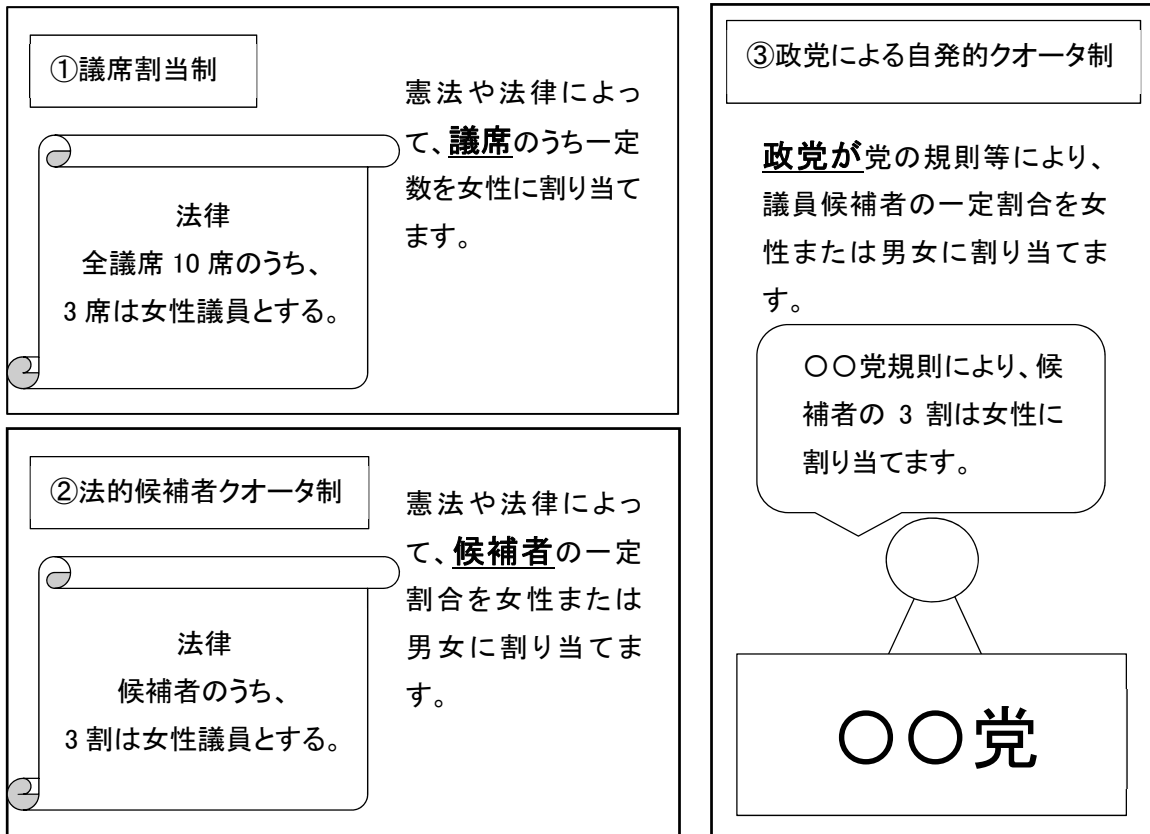 ①議席割当制
憲法や法律によっ
て、議席のうち一定
数を女性に割り当て
ます。
法律
全議席 10 席のうち、
3 席は女性議員とする。
②法的候補者クオータ制
憲法や法律によっ
て、候補者の一定
割合を女性または
男女に割り当てま
す。
法律
候補者のうち、
3 割は女性議員とする。
③政党による自発的クオータ制
政党が党の規則等により、
議員候補者の一定割合を女
性または男女に割り当てま
す。
〇〇党規則により、候
補者の 3 割は女性に
割り当てます。
〇〇党